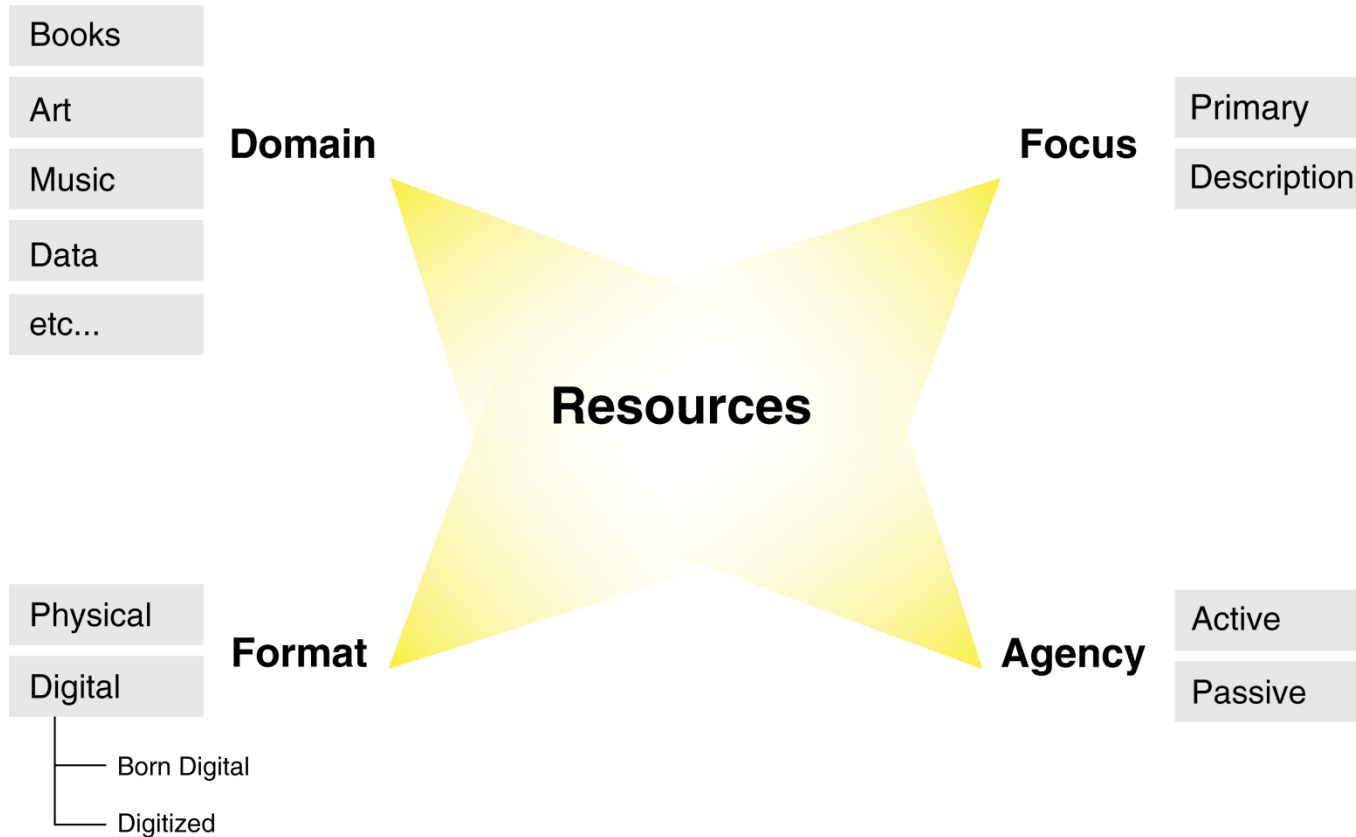 Books
Art
Music
Data
etc...
Domain
Focus
Primary
Description
Resources
Physical
Digital
Born Digital
Digitized
Format
Agency
Active
Passive